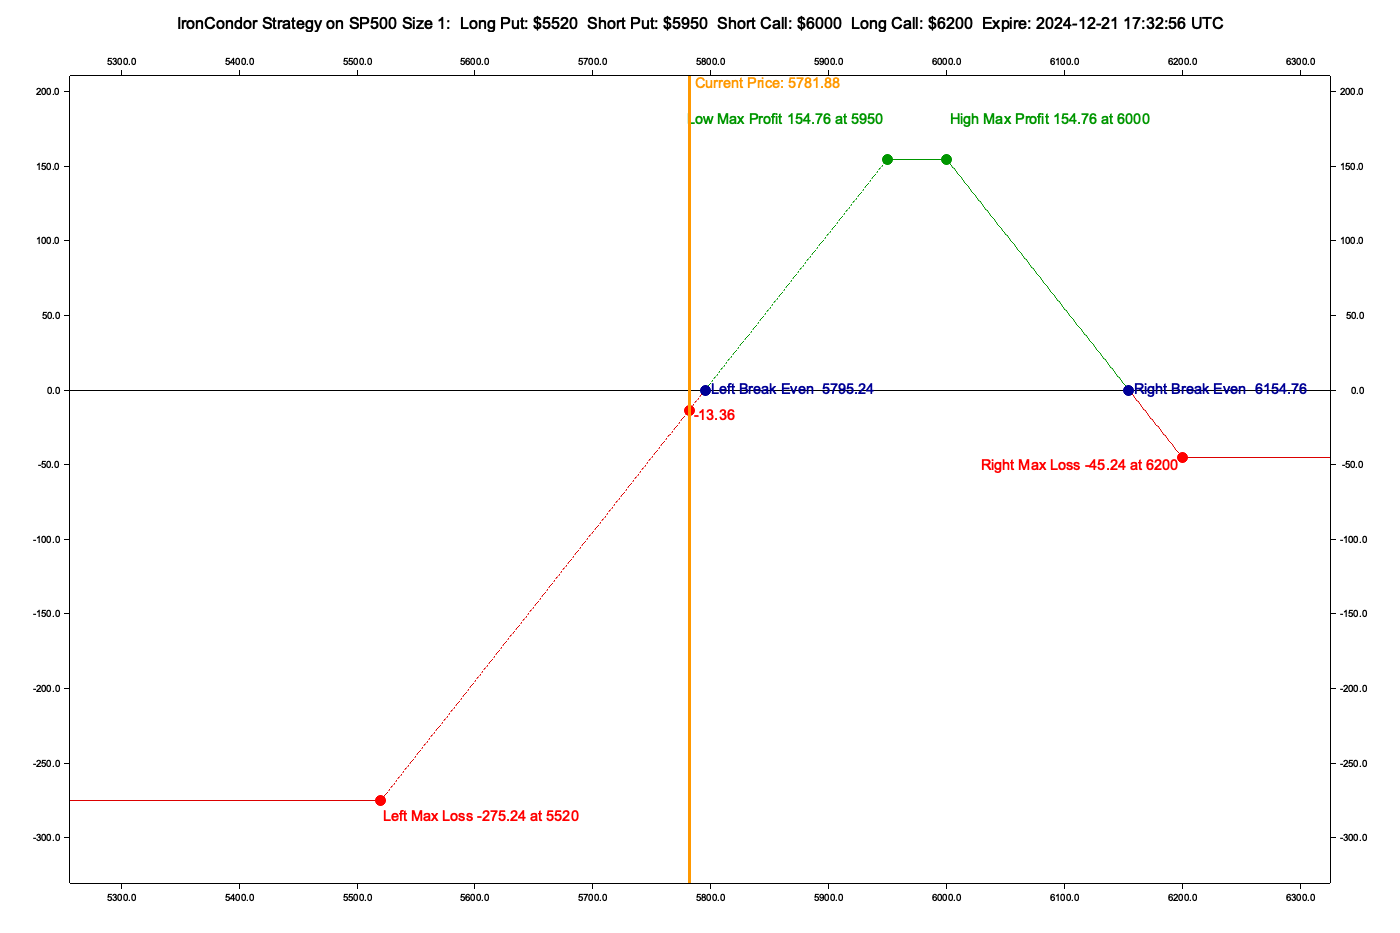 IronCondor Strategy on SP500 Size 1:  Long Put: $5520  Short Put: $5950  Short Call: $6000  Long Call: $6200  Expire: 2024-12-21 17:32:56 UTC
5300.0 5400.0 5500.0 5600.0 5700.0 5800.0 5900.0 6000.0 6100.0 6200.0 6300.0
Current Price: 5781.88
200.0 200.0
Low Max Profit 154.76 at 5950 High Max Profit 154.76 at 6000
150.0 150.0
100.0 100.0
50.0 50.0
0.0 Left Break Even  5795.24 Right Break Even  6154.76 0.0
-13.36
-50.0 Right Max Loss -45.24 at 6200 -50.0
-100.0 -100.0
-150.0 -150.0
-200.0 -200.0
-250.0 -250.0
Left Max Loss -275.24 at 5520
-300.0 -300.0
5300.0 5400.0 5500.0 5600.0 5700.0 5800.0 5900.0 6000.0 6100.0 6200.0 6300.0